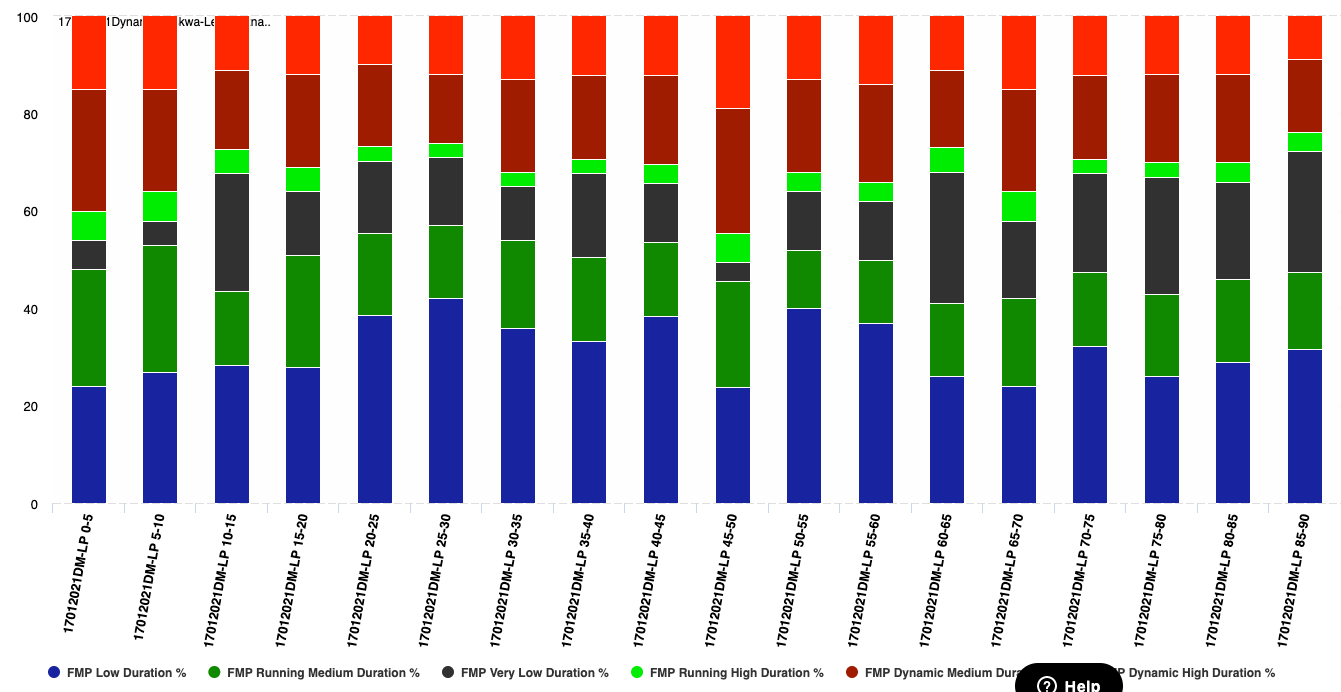 100
80
60
40
20
0
17012021DM-LP 0-5
17012021DM-LP 5-10
17012021DM-LP 10-15
17012021DM-LP 15-20
17012021DM-LP 20-25
17012021DM-LP 25-30
17012021DM-LP 30-35
17012021DM-LP 35-40
17012021DM-LP 40-45
17012021DM-LP 45-50
17012021DM-LP 50-55
17012021DM-LP 55-60
17012021DM-LP 60-65
17012021DM-LP 65-70
17012021DM-LP 70-75
17012021DM-LP 75-80
17012021DM-LP 80-85
17012021DM-LP 85-90
FMP Low Duration %
FMP Running Medium Duration %
FMP Very Low Duration %
FMP Running High Duration %
FMP Dynamic Medium
Dynamic High Duration %
Help